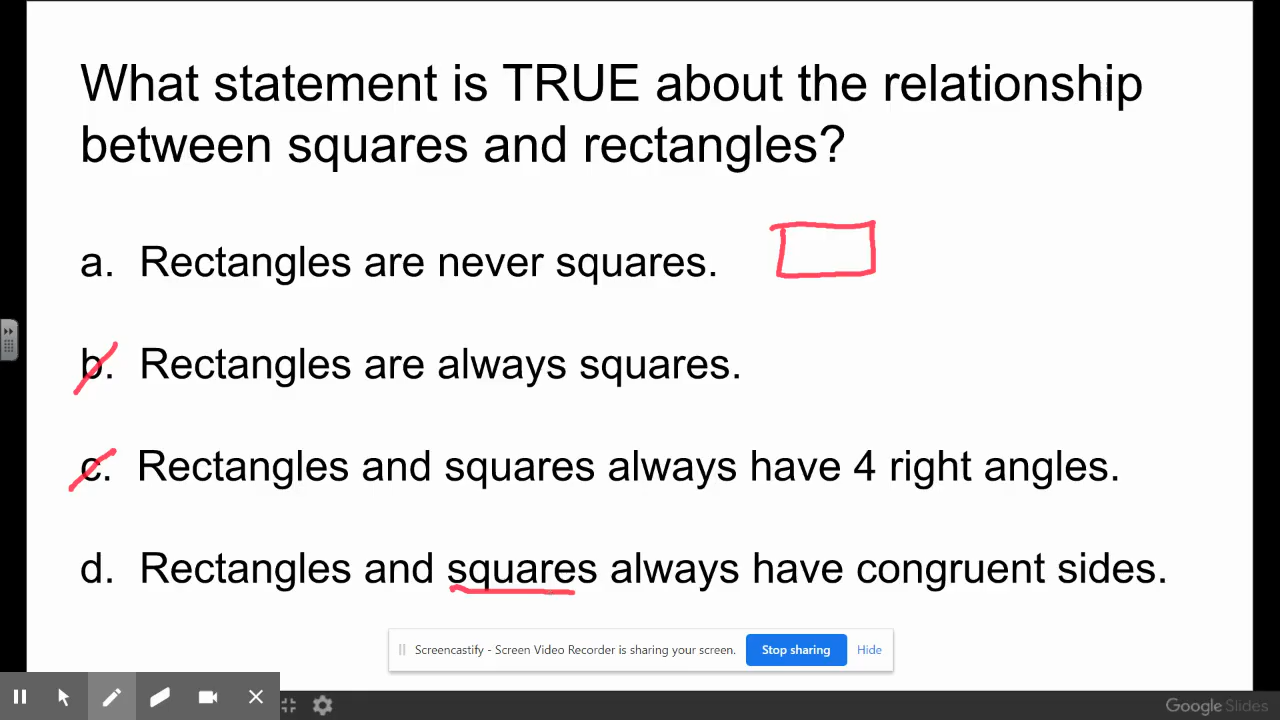 What statement is TRUE about the relationship
between squares and rectangles?
a. Rectangles are never squares.
b. Rectangles are always squares.
c. Rectangles and squares always have 4 right angles.
d. Rectangles and squares always have congruent sides.
Screencastify - Screen Video Recorder is sharing your screen. Stop sharing Hide
Google Slides